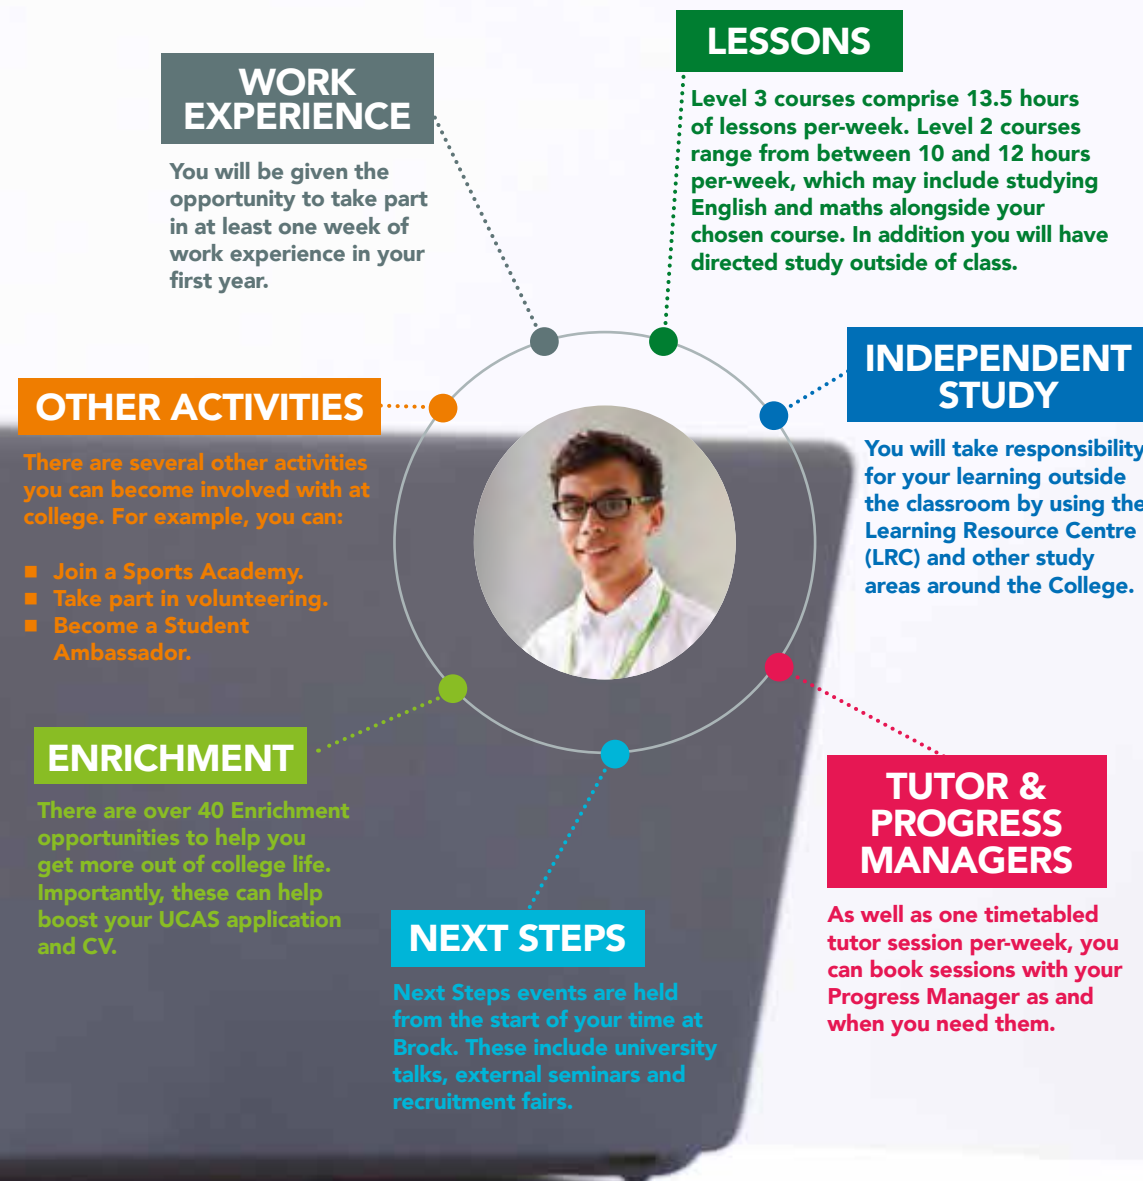 LESSONS
Level 3 courses comprise 13.5 hours
of lessons per-week. Level 2 courses
range from between 10 and 12 hours
per-week, which may include studying
English and maths alongside your
chosen course. In addition you will have
directed study outside of class.
WORK
EXPERIENCE
You will be given the
opportunity to take part
in at least one week of
work experience in your
first year.
INDEPENDENT
STUDY
You will take responsibility
for your learning outside
the classroom by using the
Learning Resource Centre
(LRC) and other study
areas around the College.
OTHER ACTIVITIES
There are several other activities
you can become involved with at
college. For example, you can:
■ Join a Sports Academy.
■ Take part in volunteering.
■ Become a Student
Ambassador.
ENRICHMENT
There are over 40 Enrichment
opportunities to help you
get more out of college life.
Importantly, these can help
boost your UCAS application
and CV.
TUTOR &
PROGRESS
MANAGERS
As well as one timetabled
tutor session per-week, you
can book sessions with your
Progress Manager as and
when you need them.
NEXT STEPS
Next Steps events are held
from the start of your time at
Brock. These include university
talks, external seminars and
recruitment fairs.